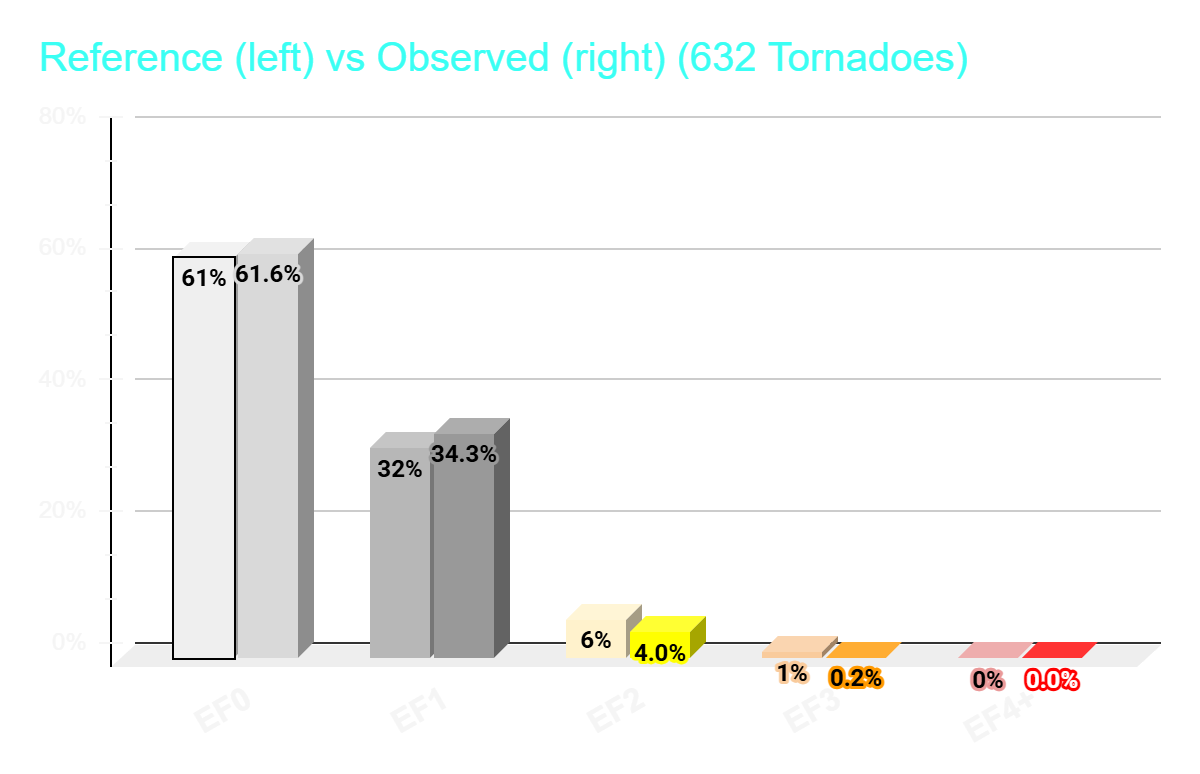 Reference (left) vs Observed (right) (632 Tornadoes)
80%
60%
40%
20%
0%
61%
61.6%
32%
34.3%
6%
4.0%
1%
0.2%
0%
0.0%
EF0
EF1
EF2
EF3
EF4+